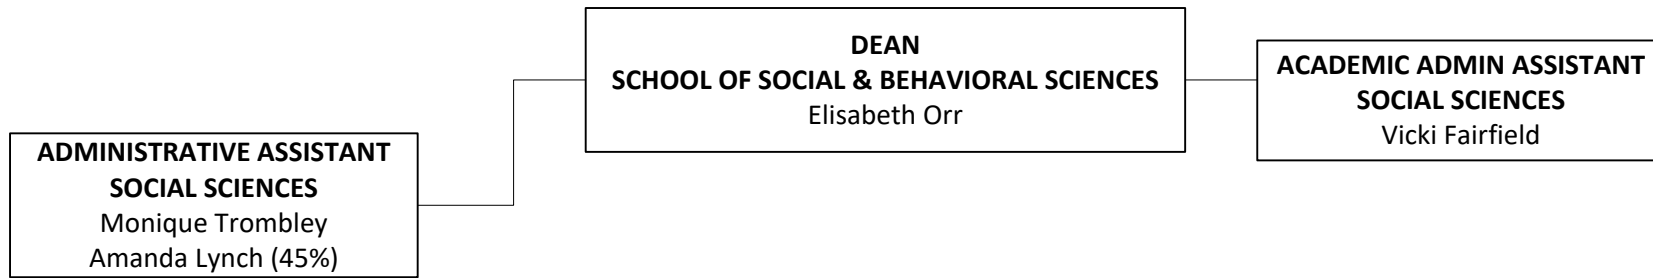 DEAN
SCHOOL OF SOCIAL & BEHAVIORAL SCIENCES
Elisabeth Orr
ACADEMIC ADMIN ASSISTANT
SOCIAL SCIENCES
Vicki Fairfield
ADMINISTRATIVE ASSISTANT
SOCIAL SCIENCES
Monique Trombley
Amanda Lynch (45%)